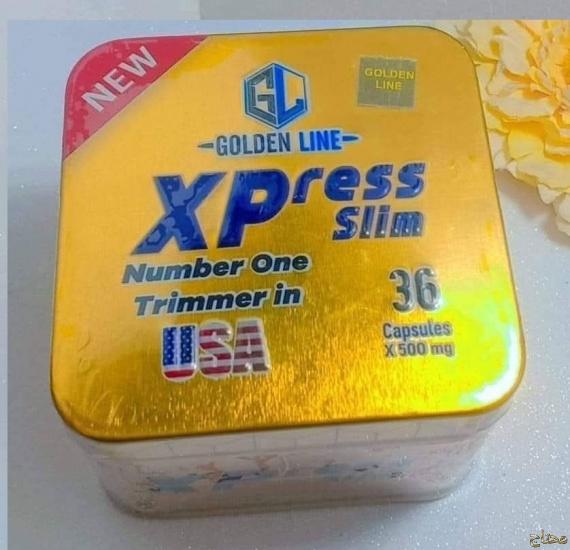 NEW
GL
GOLDEN LINE
GOLDEN
LINE
XPress
Slim
Number One
Trimmer in
USA
36
Capsules
X 500 mg